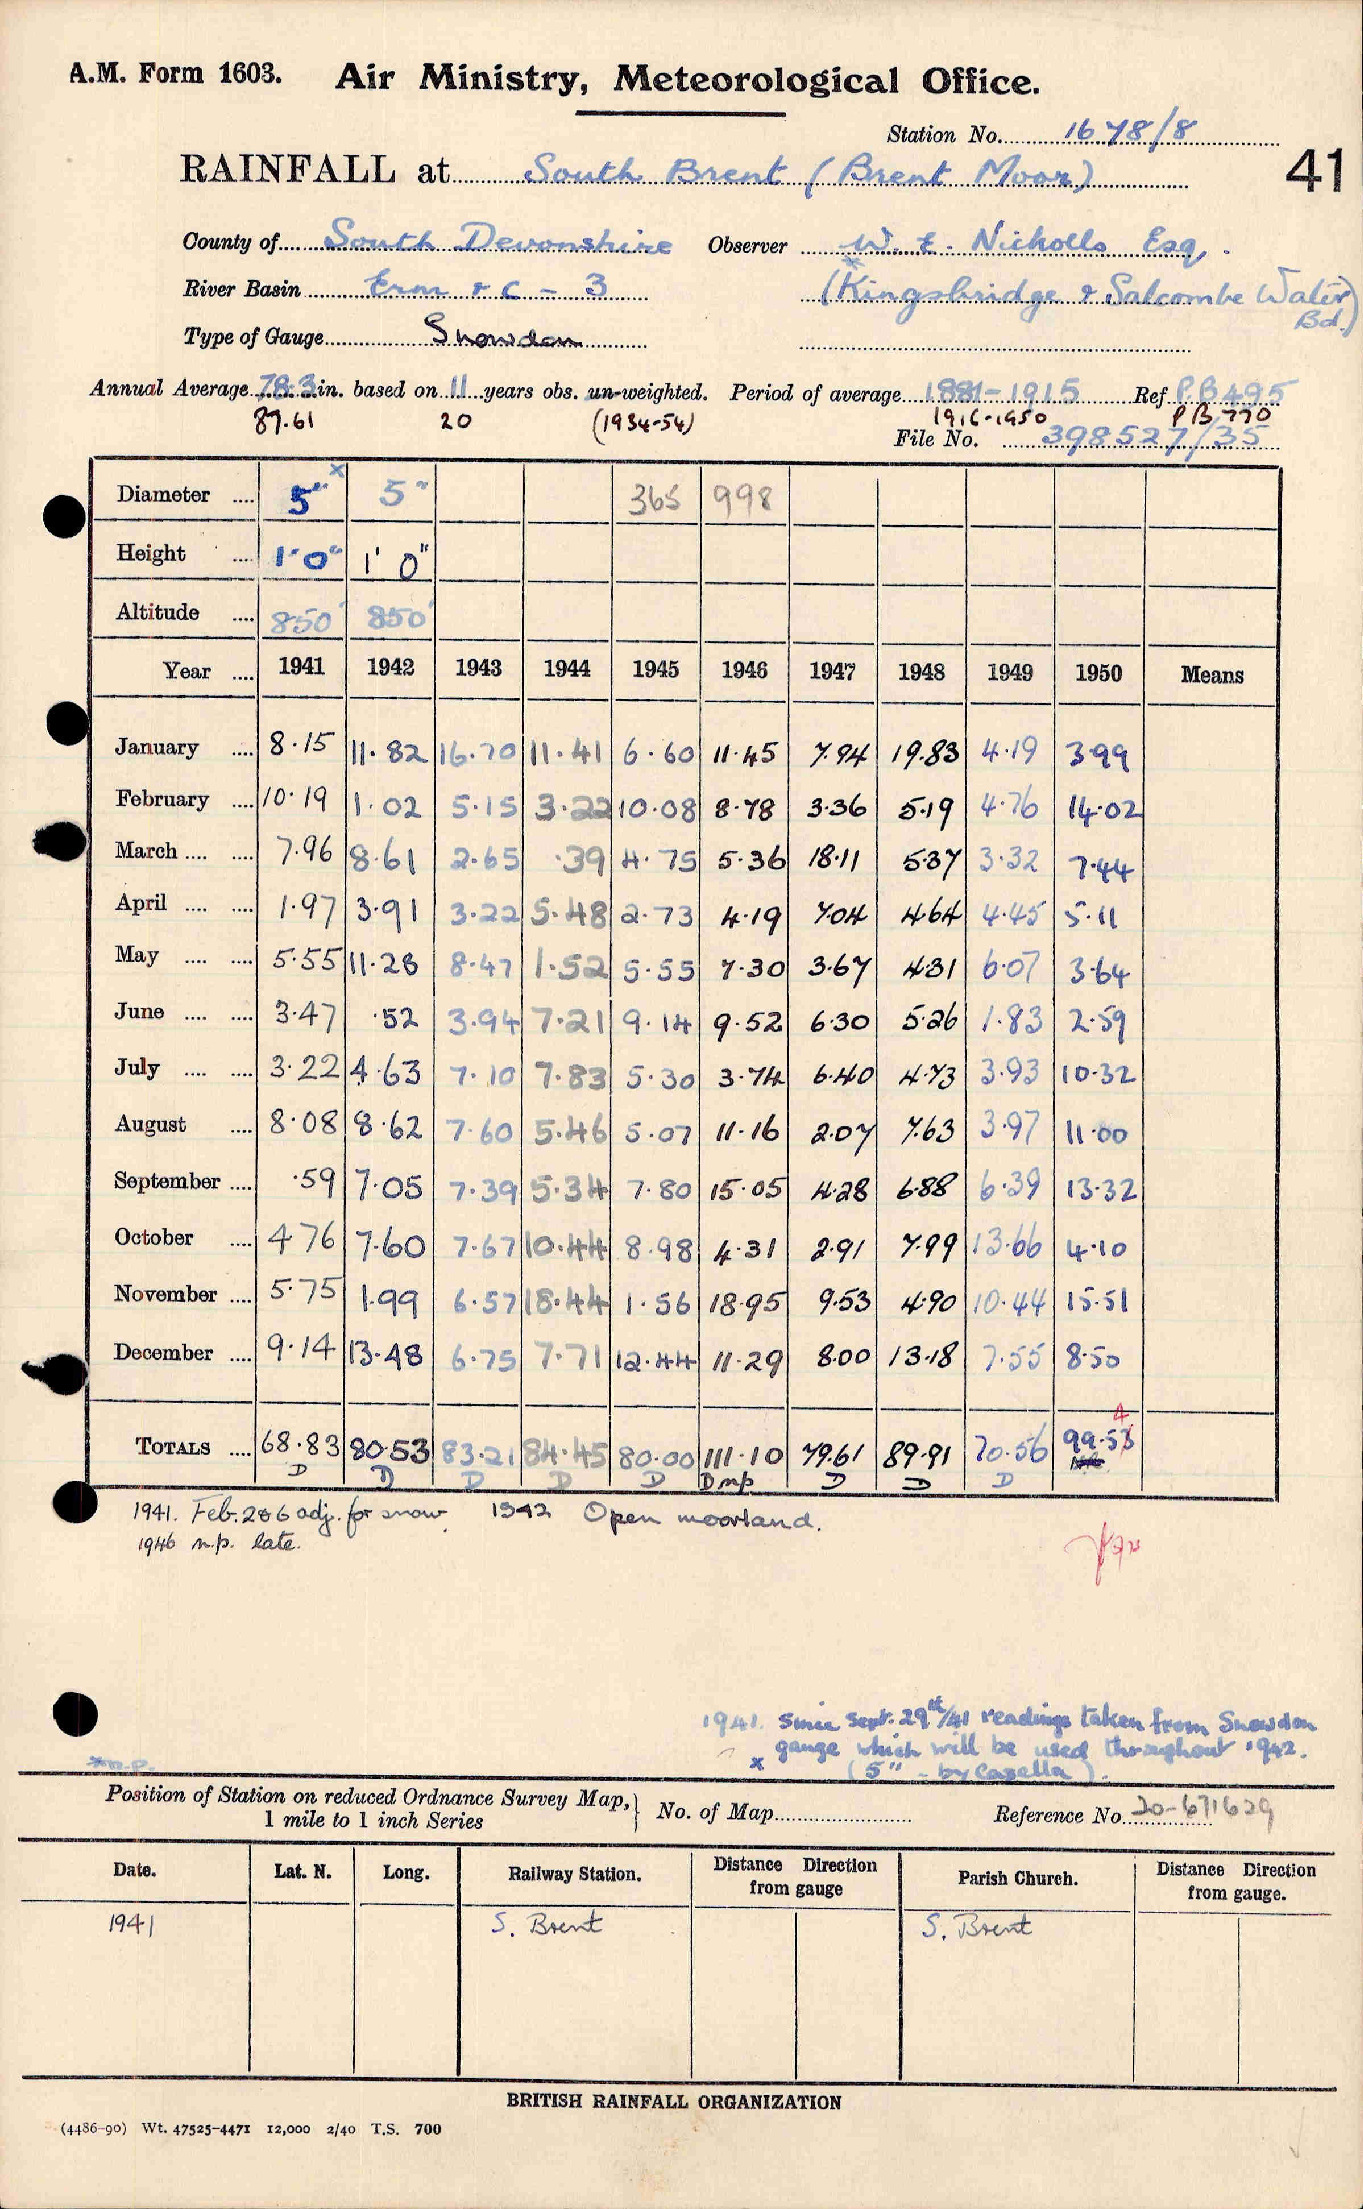 A.M. Form 1603. Air Ministry, Meteorological Office.
Station No. 1678/8
RAINFALL at South Brent (Brent Moor) 41
County of South Devonshire Observer W. E. Nicholls Esq.
River Basin Erm & C - 3 (Kingsbridge & Salcombe Water Bd.)
Type of Gauge Snowdon
Annual Average 78.3 in. based on 11 years obs. un-weighted. Period of average 1881-1915 Ref P.B 495
87.61 20 (1934-54) 1916-1950 PB 770
File No. 398527/35
Diameter .... 5" x 5" 365 998
Height .... 1'0" 1' 0"
Altitude .... 850' 850'
Year .... 1941 1942 1943 1944 1945 1946 1947 1948 1949 1950 Means
January .... 8.15 11.82 16.70 11.41 6.60 11.45 7.94 19.83 4.19 3.99
February .... 10.19 1.02 5.15 3.22 10.08 8.78 3.36 5.19 4.76 14.02
March .... .... 7.96 8.61 2.65 .39 4.75 5.36 18.11 5.37 3.32 7.44
April .... .... 1.97 3.91 3.22 5.48 2.73 4.19 7.04 4.64 4.45 5.11
May .... .... 5.55 11.28 8.47 1.52 5.55 7.30 3.67 4.31 6.07 3.64
June .... .... 3.47 .52 3.94 7.21 9.14 9.52 6.30 5.26 1.83 2.59
July .... .... 3.22 4.63 7.10 7.83 5.30 3.74 6.40 4.73 3.93 10.32
August .... 8.08 8.62 7.60 5.46 5.07 11.16 2.07 7.63 3.97 11.00
September .... .59 7.05 7.39 5.34 7.80 15.05 4.28 6.88 6.39 13.32
October .... 4 76 7.60 7.67 10.44 8.98 4.31 2.91 7.99 13.66 4.10
November .... 5.75 1.99 6.57 18.44 1.56 18.95 9.53 4.90 10.44 15.51
December .... 9.14 13.48 6.75 7.71 12.44 11.29 8.00 13.18 7.55 8.50
4
TOTALS .... 68.83 80.53 83.21 84.45 80.00 111.10 79.61 89.91 70.56 99.53
D D D D D D mp D D D
1941. Feb. 286 adj. for snow. 1942 Open moorland.
1946 n.p. late.
1941. Since Sept. 29th/41 readings taken from Snowdon
x gauge which will be used throughout 1942.
*n.p. (5" - by Casella).
Position of Station on reduced Ordnance Survey Map, 1 mile to 1 inch Series } No. of Map Reference No. 20-671629
Date. Lat. N. Long. Railway Station. Distance Direction from gauge Parish Church. Distance Direction from gauge.
1941 S. Brent S. Brent
BRITISH RAINFALL ORGANIZATION
(4486-90) Wt. 47525-4471 12,000 2/40 T.S. 700